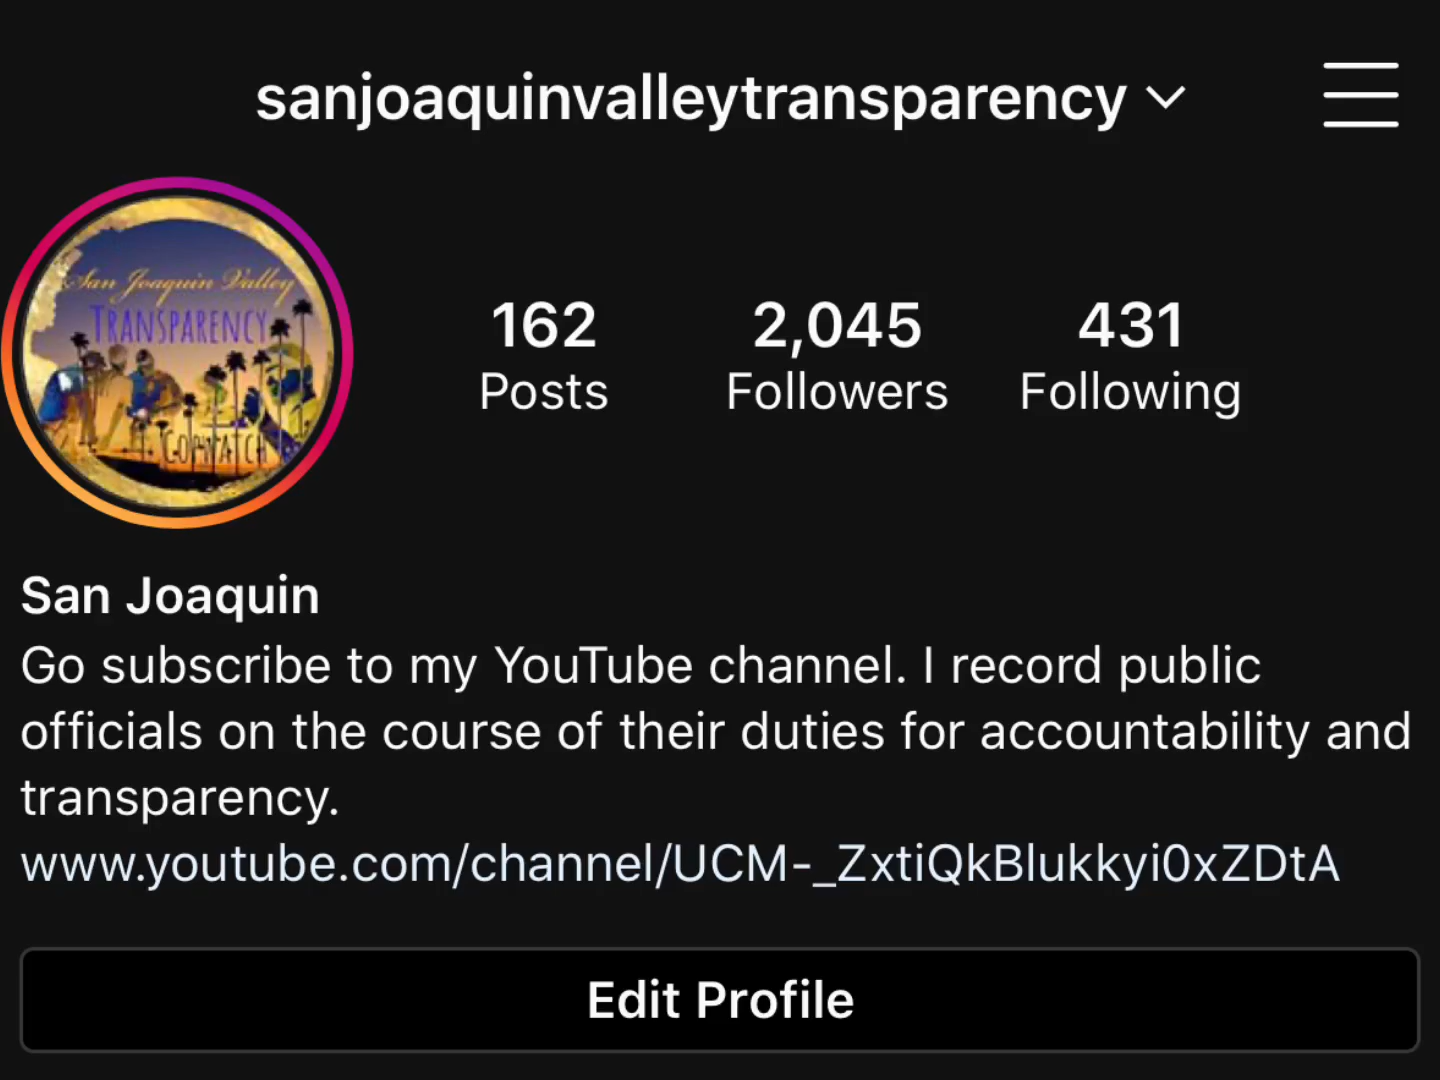 sanjoaquinvalleytransparency
San Joaquin Valley
TRANSPARENCY
COPWATCH
162 2,045 431
Posts Followers Following
San Joaquin
Go subscribe to my YouTube channel. I record public
officials on the course of their duties for accountability and
transparency.
www.youtube.com/channel/UCM-_ZxtiQkBlukkyi0xZDtA
Edit Profile